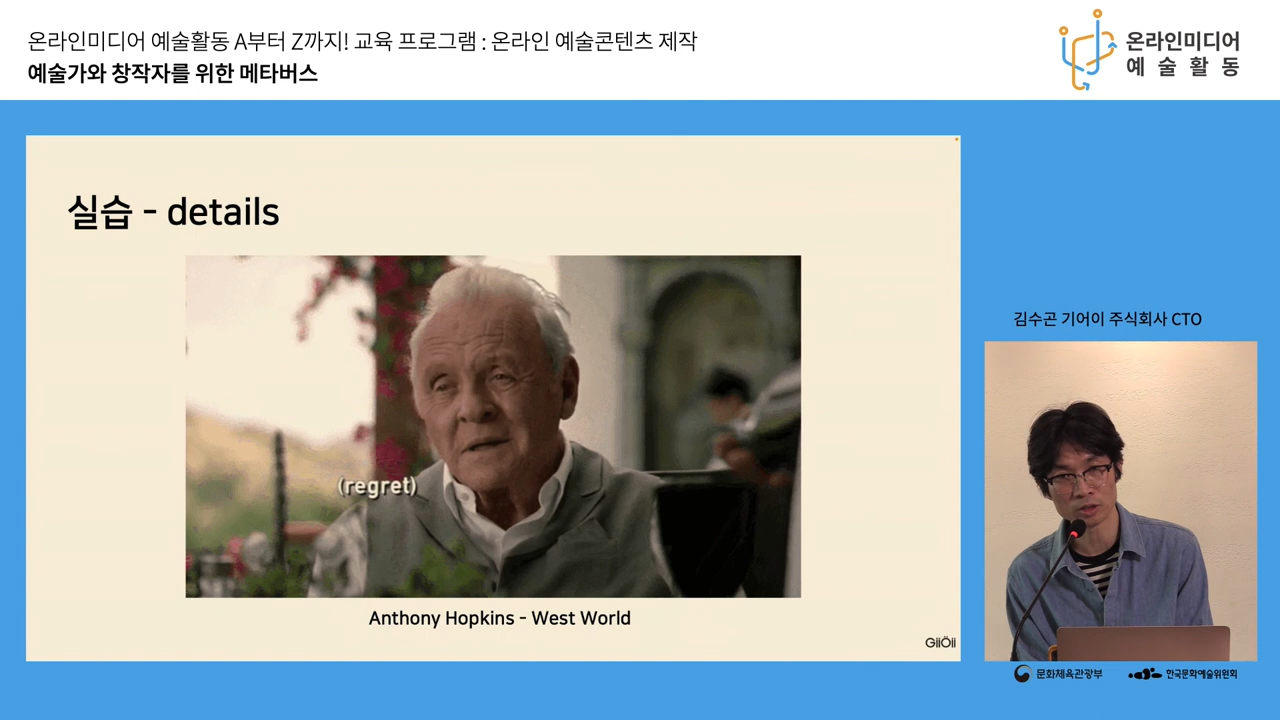 온라인미디어 예술활동 A부터 Z까지! 교육 프로그램 : 온라인 예술콘텐츠 제작
예술가와 창작자를 위한 메타버스
온라인미디어
예술활동
실습 - details
(regret)
Anthony Hopkins - West World
GiiÖii
김수곤 기어이 주식회사 CTO
문화체육관광부
한국문화예술위원회